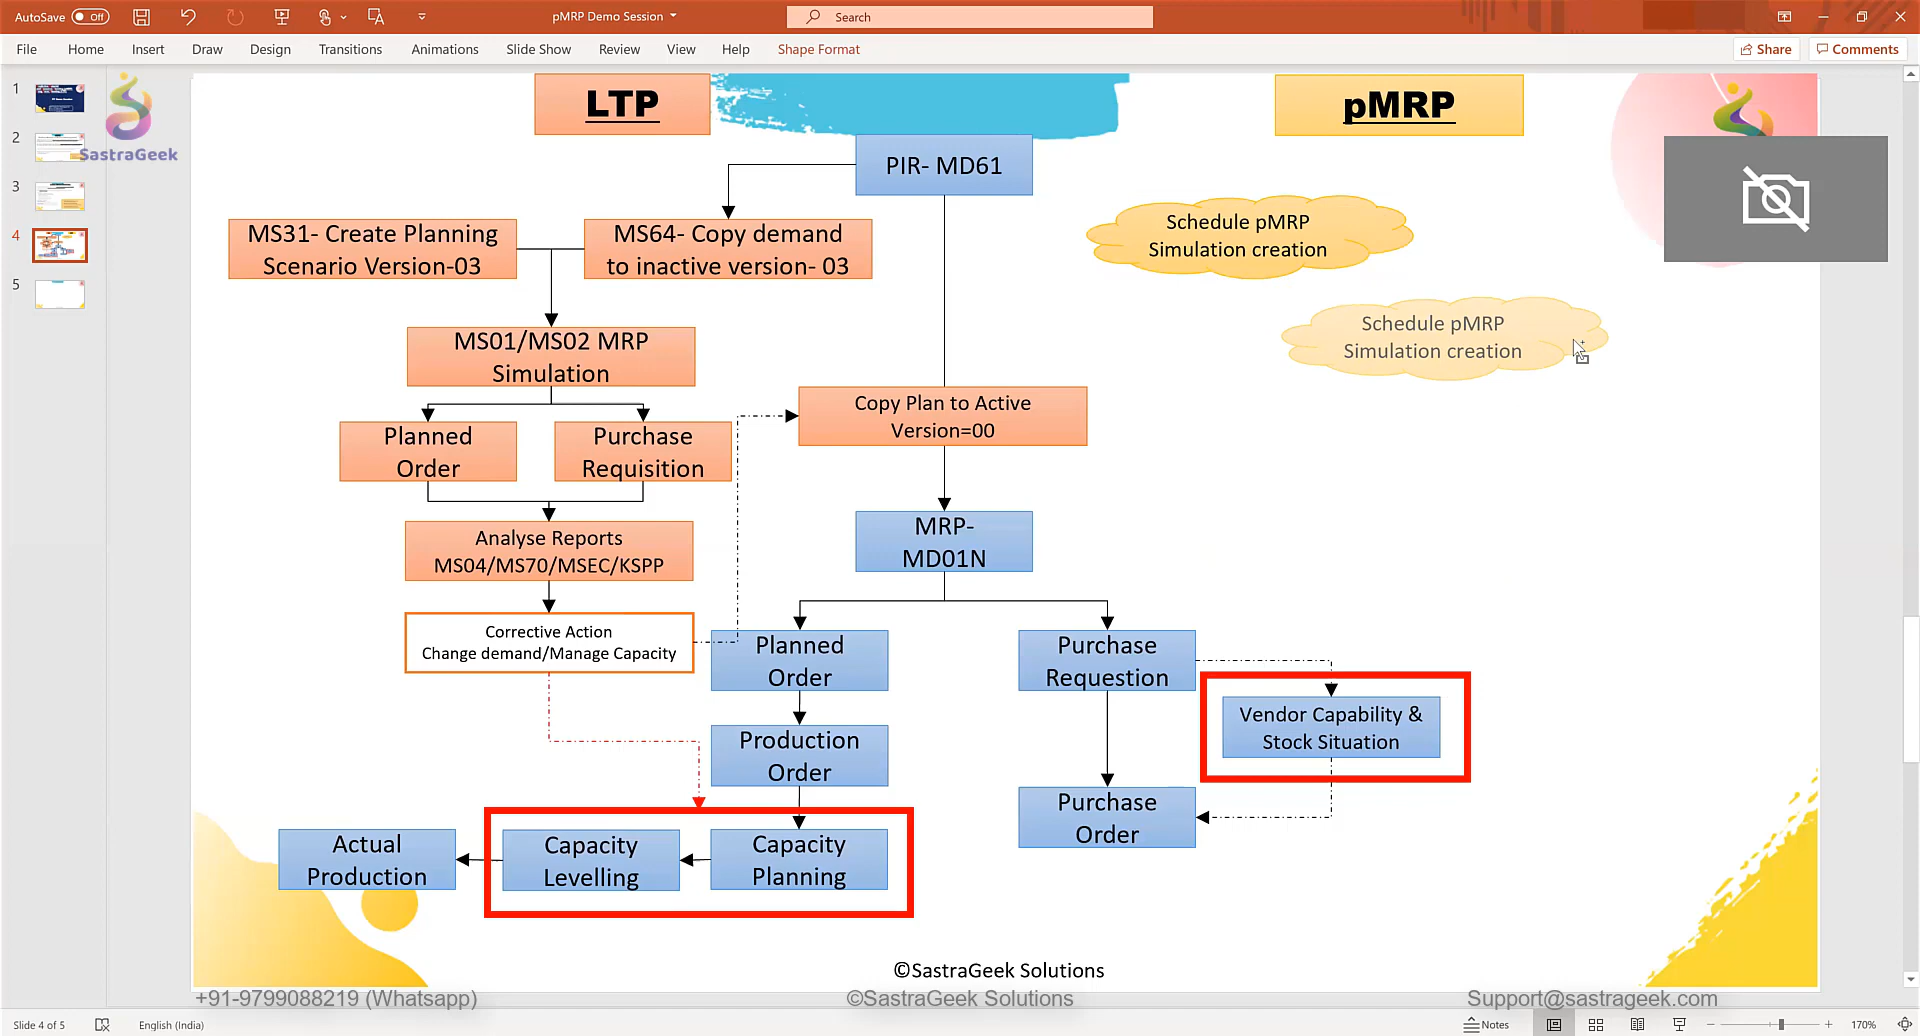 AutoSave Off
pMRP Demo Session
Search
File Home Insert Draw Design Transitions Animations Slide Show Review View Help Shape Format
Share Comments
1
2
3
4
5
SastraGeek
LTP
pMRP
PIR- MD61
MS31- Create Planning
Scenario Version-03
MS64- Copy demand
to inactive version- 03
Schedule pMRP
Simulation creation
Schedule pMRP
Simulation creation
MS01/MS02 MRP
Simulation
Planned
Order
Purchase
Requisition
Copy Plan to Active
Version=00
Analyse Reports
MS04/MS70/MSEC/KSPP
MRP-
MD01N
Corrective Action
Change demand/Manage Capacity
Planned
Order
Purchase
Requestion
Vendor Capability &
Stock Situation
Production
Order
Purchase
Order
Actual
Production
Capacity
Levelling
Capacity
Planning
©SastraGeek Solutions
+91-9799088219 (Whatsapp)
©SastraGeek Solutions
Support@sastrageek.com
Slide 4 of 5
English (India)
Notes
170%